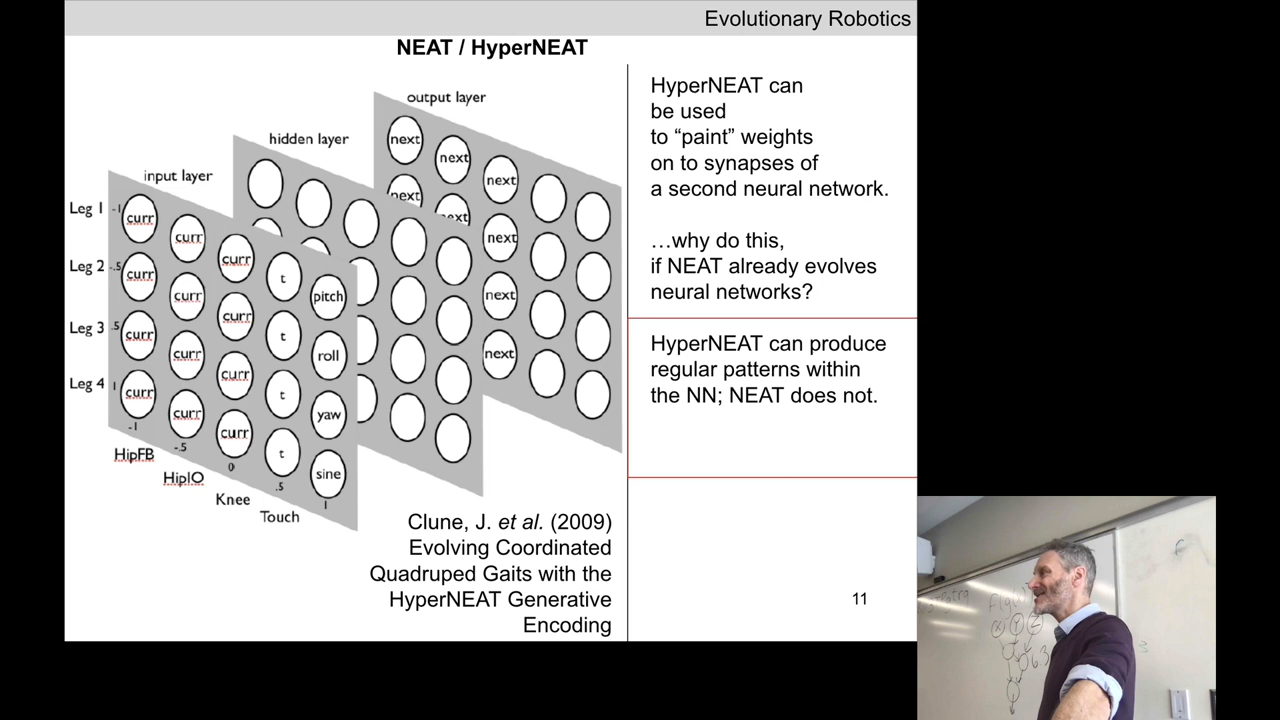 Evolutionary Robotics
NEAT / HyperNEAT
output layer
hidden layer
input layer
next
next
next
next
next
next
next
next
Leg 1 -1
Leg 2 -.5
Leg 3 .5
Leg 4 1
curr
curr
curr
t
pitch
curr
curr
curr
t
roll
curr
curr
curr
t
yaw
curr
curr
curr
t
sine
-1
-.5
0
.5
1
HipFB
HipIO
Knee
Touch
Clune, J. et al. (2009)
Evolving Coordinated
Quadruped Gaits with the
HyperNEAT Generative
Encoding
HyperNEAT can
be used
to “paint” weights
on to synapses of
a second neural network.
…why do this,
if NEAT already evolves
neural networks?
HyperNEAT can produce
regular patterns within
the NN; NEAT does not.
11